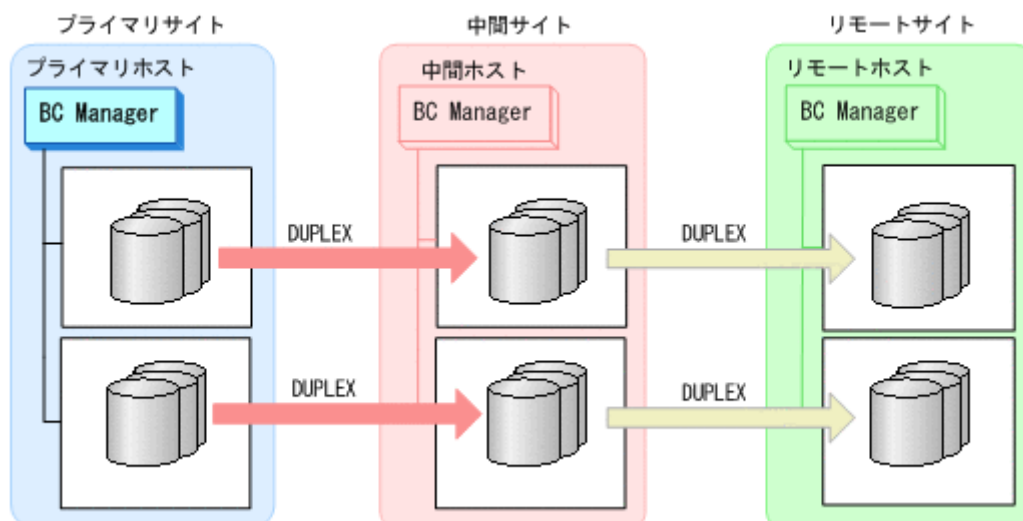 プライマリサイト
中間サイト
リモートサイト
プライマリホスト
中間ホスト
リモートホスト
BC Manager
BC Manager
BC Manager
DUPLEX
DUPLEX
DUPLEX
DUPLEX